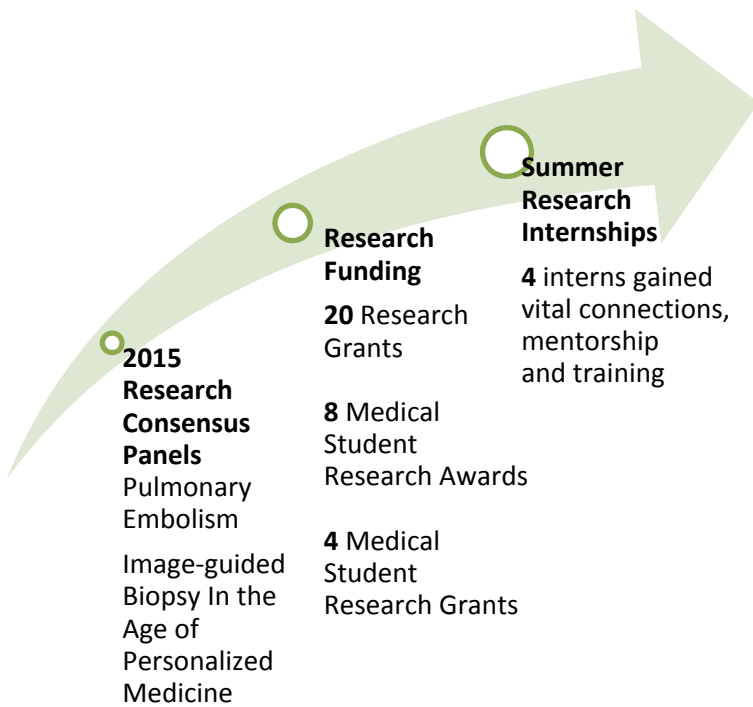 2015
Research
Consensus
Panels
Pulmonary
Embolism
Image-guided
Biopsy In the
Age of
Personalized
Medicine
Research
Funding
20 Research
Grants
8 Medical
Student
Research Awards
4 Medical
Student
Research Grants
Summer
Research
Internships
4 interns gained
vital connections,
mentorship
and training